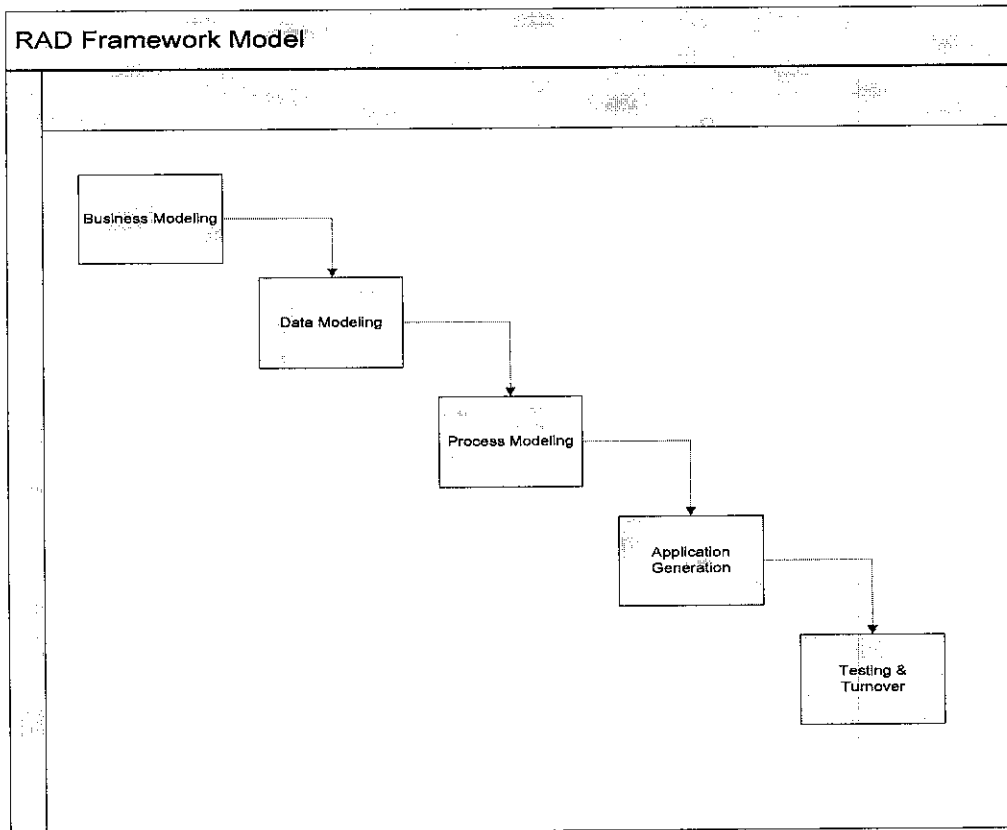 RAD Framework Model
Business Modeling
Data Modeling
Process Modeling
Application
Generation
Testing &
Turnover